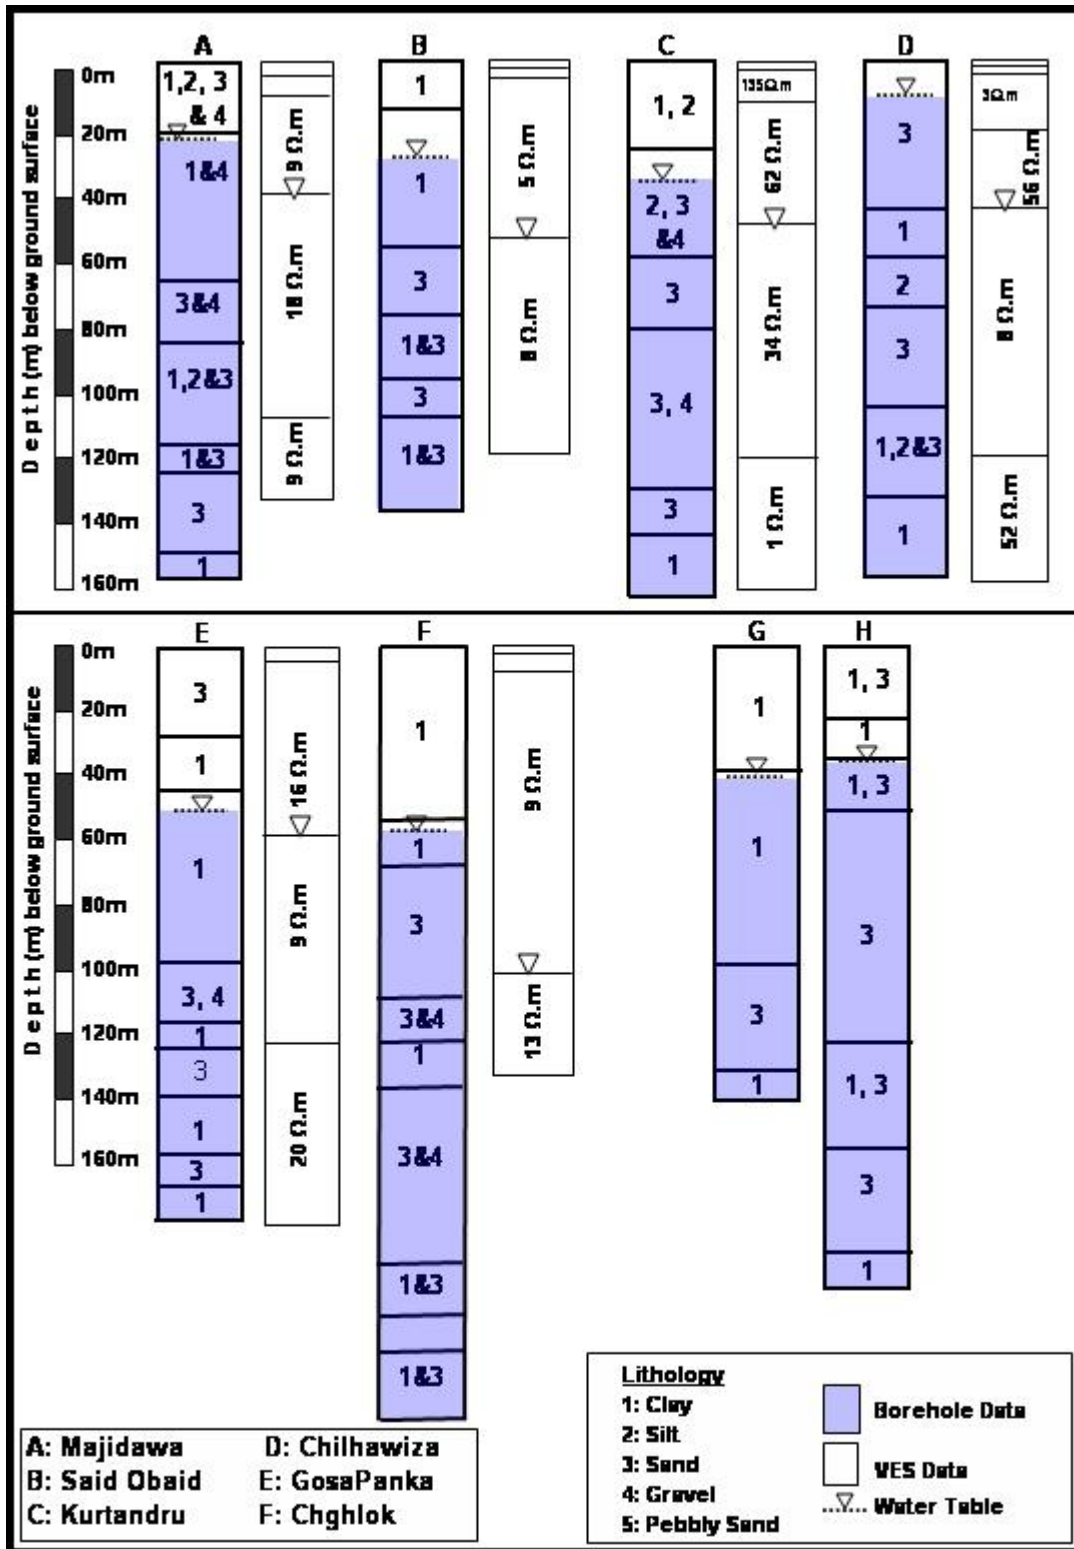 A
B
C
D
Depth (m) below ground surface
0m
20m
40m
60m
80m
100m
120m
140m
160m
1,2, 3
& 4
1&4
3&4
1,2&3
1&3
3
1
9 Ω.m
18 Ω.m
9 Ω.m
1
1
3
1&3
3
1&3
5 Ω.m
8 Ω.m
1, 2
2, 3
&4
3
3, 4
3
1
135Ωm
62 Ω.m
34 Ω.m
1 Ω.m
3
1
2
3
1,2&3
1
3Ωm
56 Ω.m
8 Ω.m
52 Ω.m
E
F
G
H
Depth (m) below ground surface
0m
20m
40m
60m
80m
100m
120m
140m
160m
3
1
1
3, 4
1
3
1
3
1
16 Ω.m
9 Ω.m
20 Ω.m
1
1
3
3&4
1
3&4
1&3
1&3
9 Ω.m
13 Ω.m
1
1
3
1
1, 3
1
1, 3
3
1, 3
3
1
A: Majidawa
B: Said Obaid
C: Kurtandru
D: Chilhawiza
E: GosaPanka
F: Chghlok
Lithology
1: Clay
2: Silt
3: Sand
4: Gravel
5: Pebbly Sand
Borehole Data
VES Data
Water Table